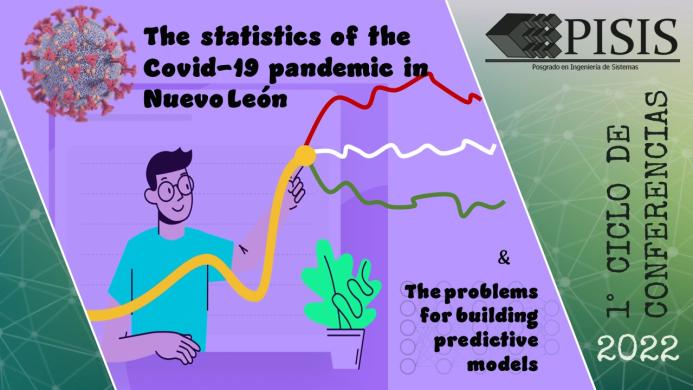 The statistics of the
Covid-19 pandemic in
Nuevo León
&
The problems
for building
predictive
models
PISIS
Posgrado en Ingeniería de Sistemas
1° CICLO DE
CONFERENCIAS
2022